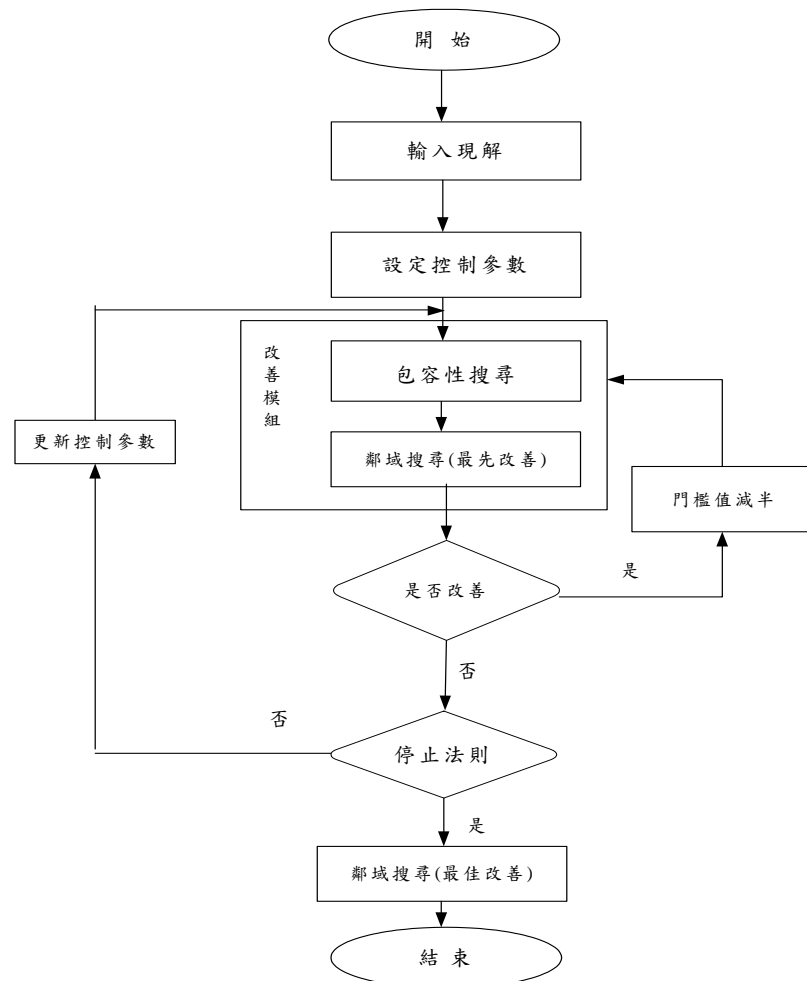 開 始
輸入現解
設定控制參數
改善模組
包容性搜尋
鄰域搜尋(最先改善)
更新控制參數
門檻值減半
是否改善
是
否
否
停止法則
是
鄰域搜尋(最佳改善)
結 束